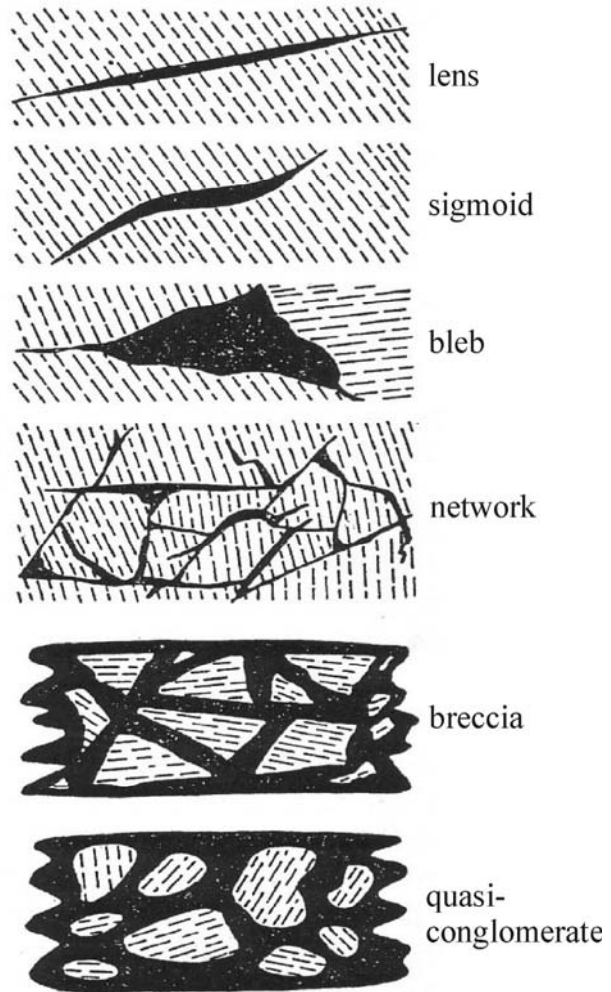 lens
sigmoid
bleb
network
breccia
quasi-
conglomerate